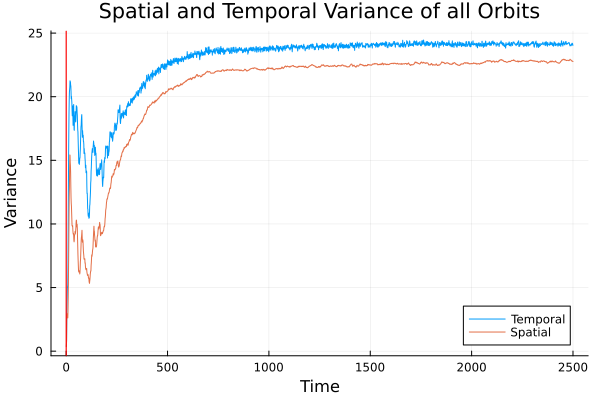 Spatial and Temporal Variance of all Orbits
25
20
15
10
5
0
Variance
0 500 1000 1500 2000 2500
Time
Temporal
Spatial